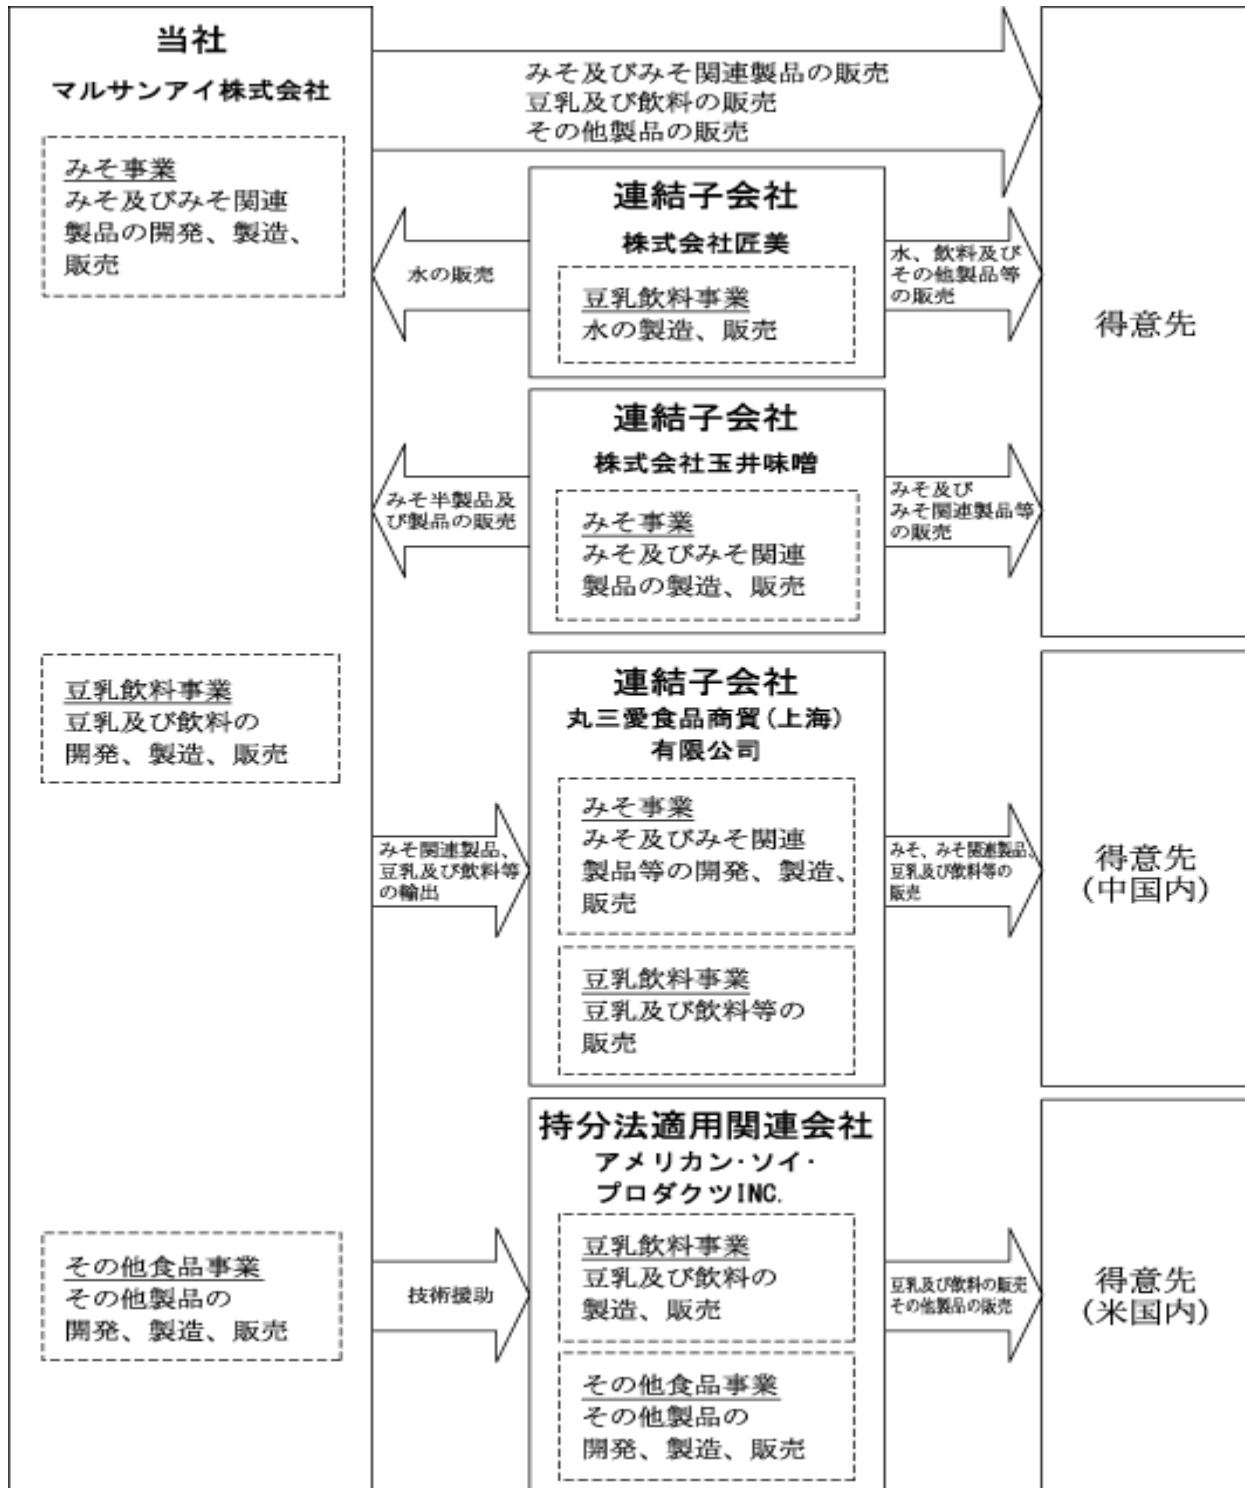 当社
マルサンアイ株式会社
みそ事業
みそ及びみそ関連
製品の開発、製造、
販売
豆乳飲料事業
豆乳及び飲料の
開発、製造、販売
その他食品事業
その他製品の
開発、製造、販売
みそ及びみそ関連製品の販売
豆乳及び飲料の販売
その他製品の販売
連結子会社
株式会社匠美
豆乳飲料事業
水の製造、販売
水の販売
水、飲料及び
その他製品等
の販売
得意先
連結子会社
株式会社玉井味噌
みそ事業
みそ及びみそ関連
製品の製造、販売
みそ半製品及
び製品の販売
みそ及び
みそ関連製品等
の販売
連結子会社
丸三愛食品商貿(上海)
有限公司
みそ事業
みそ及びみそ関連
製品等の開発、製造、
販売
豆乳飲料事業
豆乳及び飲料等の
販売
みそ関連製品、
豆乳及び飲料等
の輸出
みそ、みそ関連製品、
豆乳及び飲料等の
販売
得意先
(中国内)
持分法適用関連会社
アメリカン・ソイ・
プロダクツINC.
豆乳飲料事業
豆乳及び飲料の
製造、販売
その他食品事業
その他製品の
開発、製造、販売
技術援助
豆乳及び飲料の販売
その他製品の販売
得意先
(米国内)